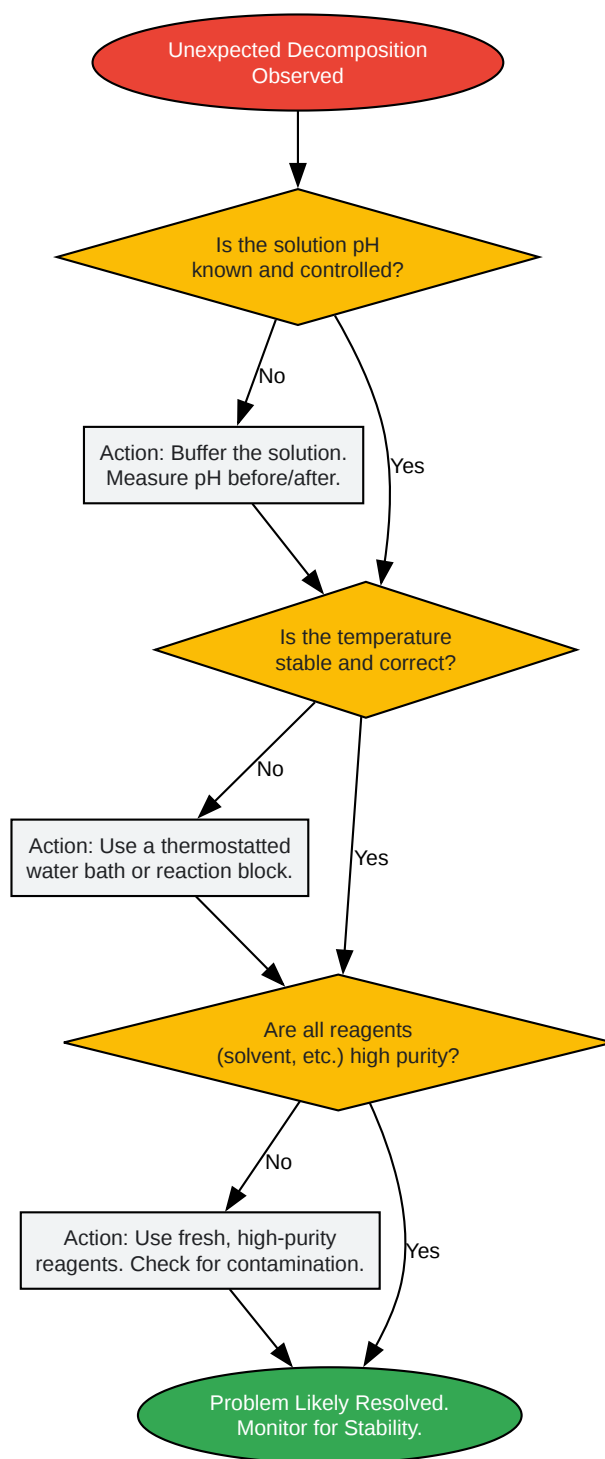 Unexpected Decomposition
Observed
Is the solution pH
known and controlled?
No
Action: Buffer the solution.
Measure pH before/after.
Yes
Is the temperature
stable and correct?
No
Action: Use a thermostatted
water bath or reaction block.
Yes
Are all reagents
(solvent, etc.) high purity?
No
Action: Use fresh, high-purity
reagents. Check for contamination.
Yes
Problem Likely Resolved.
Monitor for Stability.